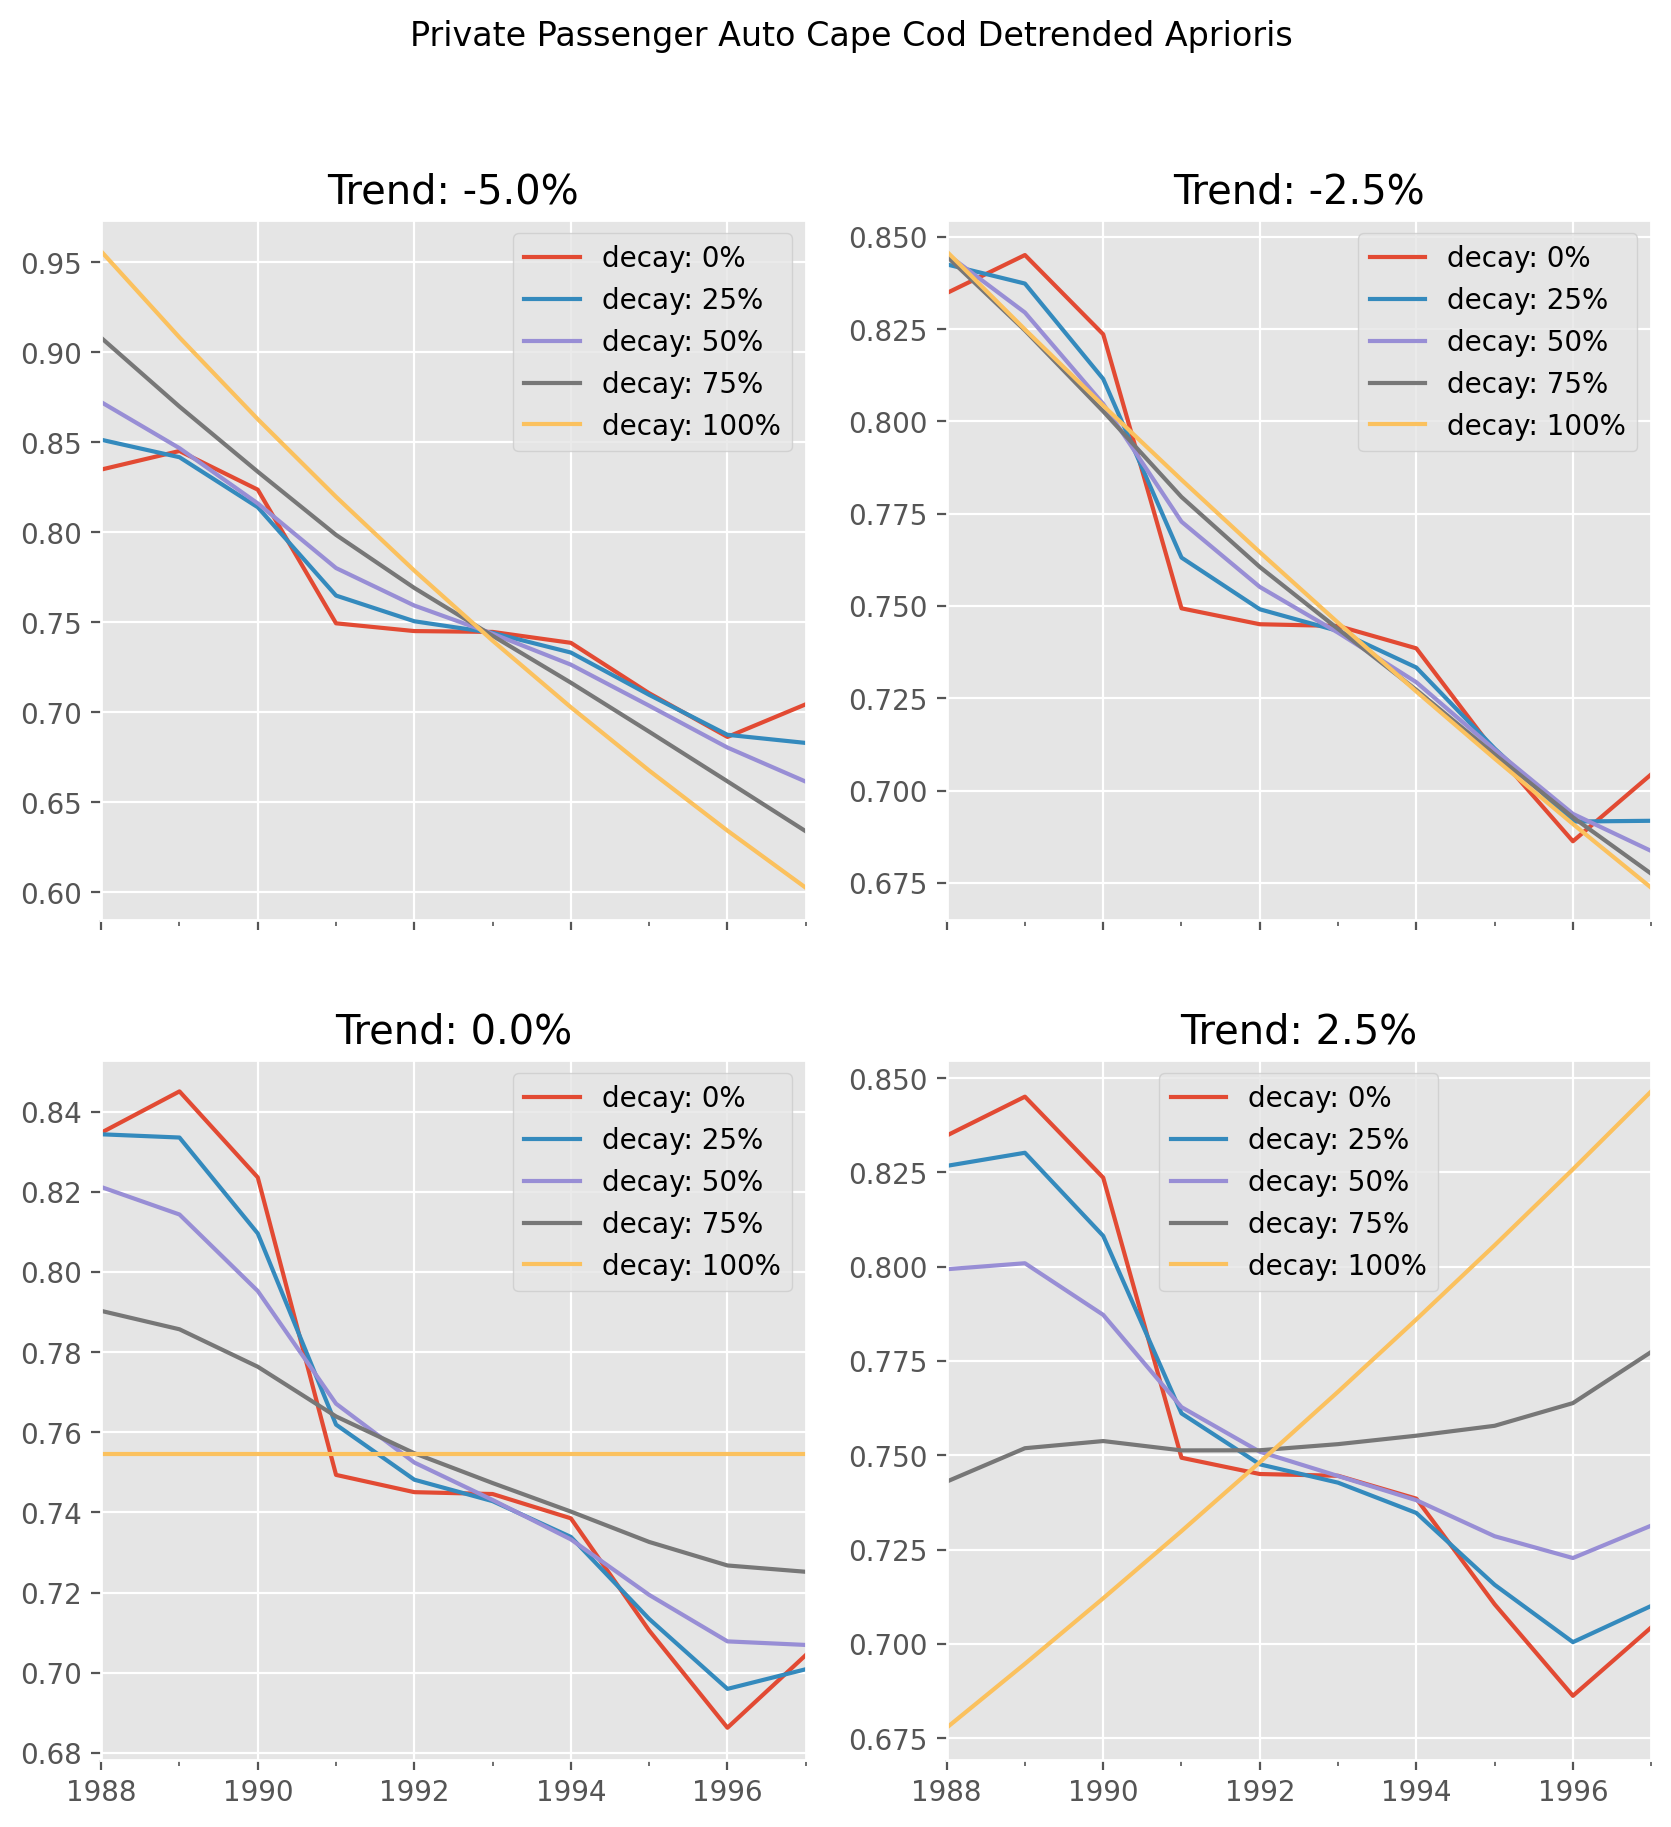 Private Passenger Auto Cape Cod Detrended Aprioris
Trend: -5.0%
0.95
0.90
0.85
0.80
0.75
0.70
0.65
0.60
decay: 0%
decay: 25%
decay: 50%
decay: 75%
decay: 100%
Trend: -2.5%
0.850
0.825
0.800
0.775
0.750
0.725
0.700
0.675
decay: 0%
decay: 25%
decay: 50%
decay: 75%
decay: 100%
Trend: 0.0%
0.84
0.82
0.80
0.78
0.76
0.74
0.72
0.70
0.68
decay: 0%
decay: 25%
decay: 50%
decay: 75%
decay: 100%
1988 1990 1992 1994 1996
Trend: 2.5%
0.850
0.825
0.800
0.775
0.750
0.725
0.700
0.675
decay: 0%
decay: 25%
decay: 50%
decay: 75%
decay: 100%
1988 1990 1992 1994 1996